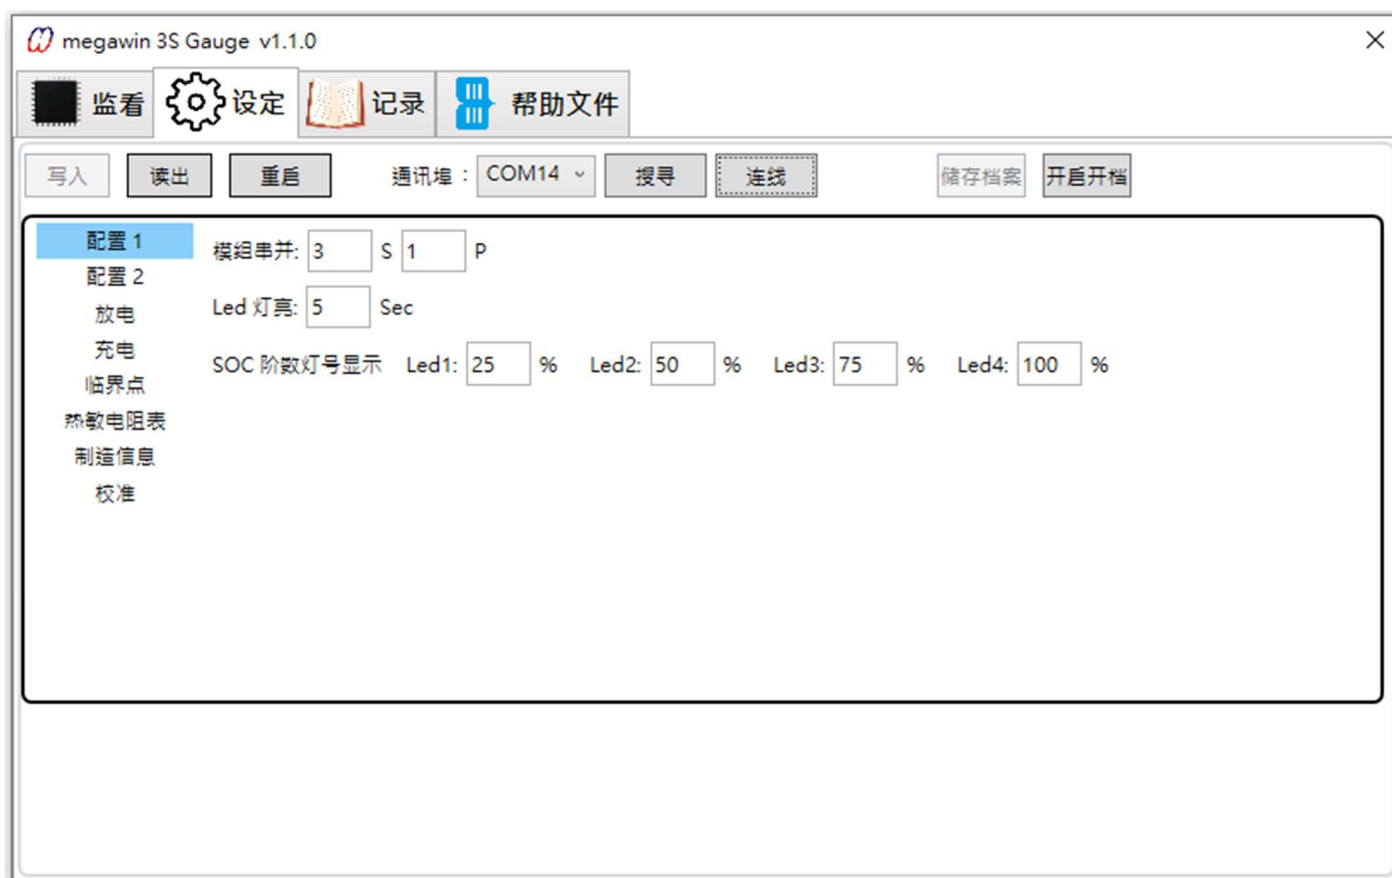 megawin 3S Gauge v1.1.0
监看 设定 记录 帮助文件
写入 读出 重启 通讯埠： COM14 搜寻 连线 储存档案 开启开档
配置 1
配置 2
放电
充电
临界点
热敏电阻表
制造信息
校准
模组串并: 3 S 1 P
Led 灯亮: 5 Sec
SOC 阶数灯号显示 Led1: 25 % Led2: 50 % Led3: 75 % Led4: 100 %